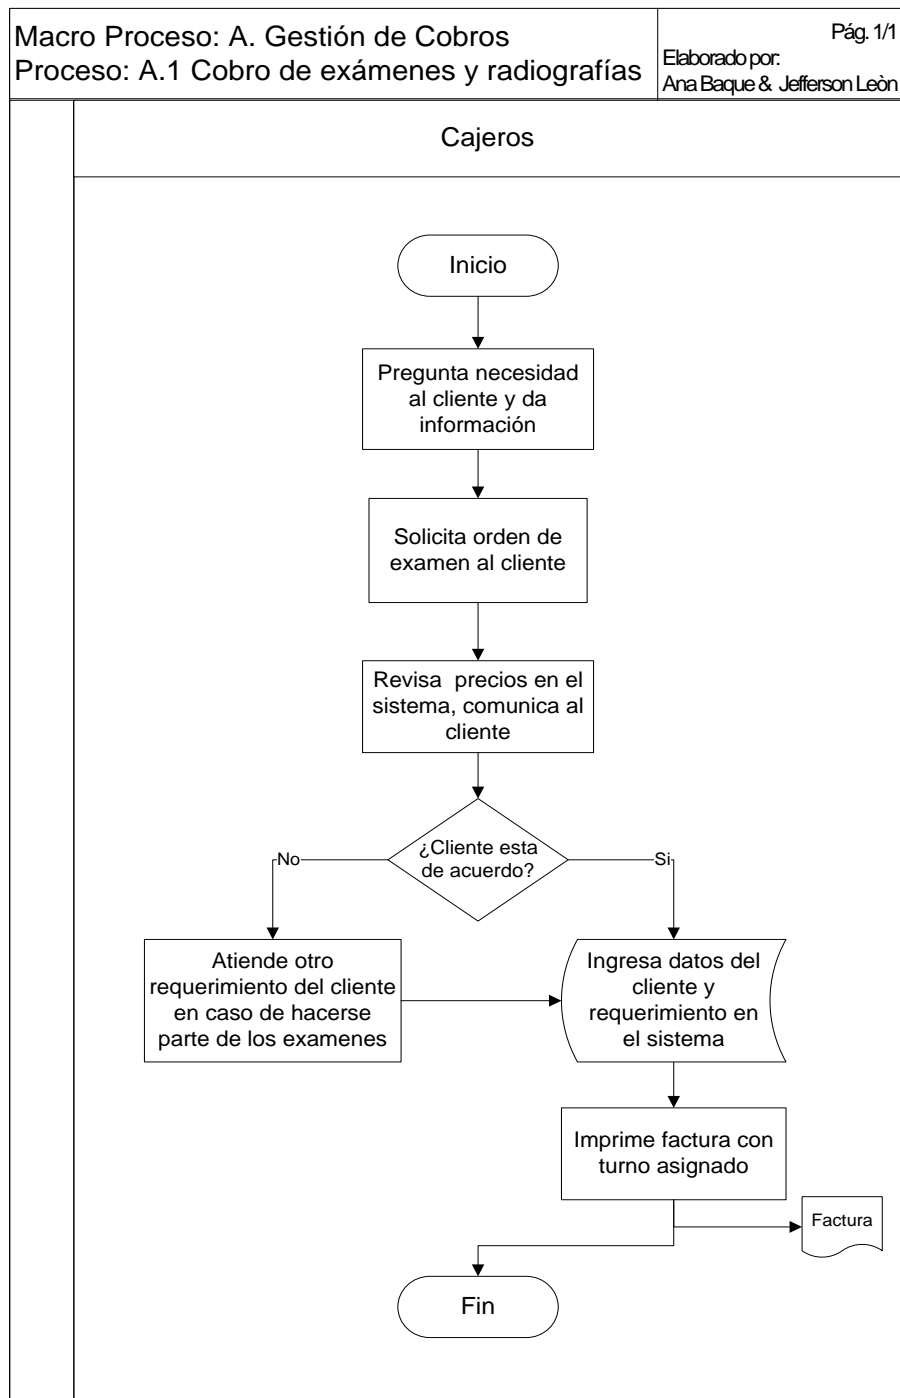 Macro Proceso: A. Gestión de Cobros
Proceso: A.1 Cobro de exámenes y radiografías
Pág. 1/1
Elaborado por:
Ana Baque & Jefferson Leòn
Cajeros
Inicio
Pregunta necesidad
al cliente y da
información
Solicita orden de
examen al cliente
Revisa precios en el
sistema, comunica al
cliente
¿Cliente esta
de acuerdo?
No
Si
Atiende otro
requerimiento del cliente
en caso de hacerse
parte de los examenes
Ingresa datos del
cliente y
requerimiento en
el sistema
Imprime factura con
turno asignado
Factura
Fin